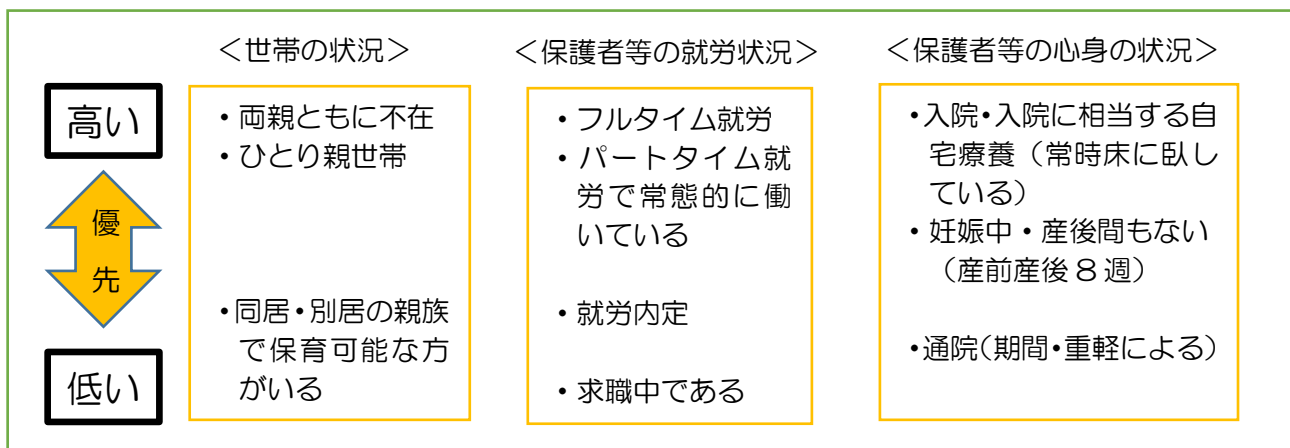 ＜世帯の状況＞
＜保護者等の就労状況＞
＜保護者等の心身の状況＞
高い
優
先
低い
・両親ともに不在
・ひとり親世帯
・同居・別居の親族
で保育可能な方
がいる
・フルタイム就労
・パートタイム就
労で常態的に働
いている
・就労内定
・求職中である
・入院・入院に相当する自
宅療養（常時床に臥し
ている）
・妊娠中・産後間もない
（産前産後８週）
・通院（期間・重軽による）